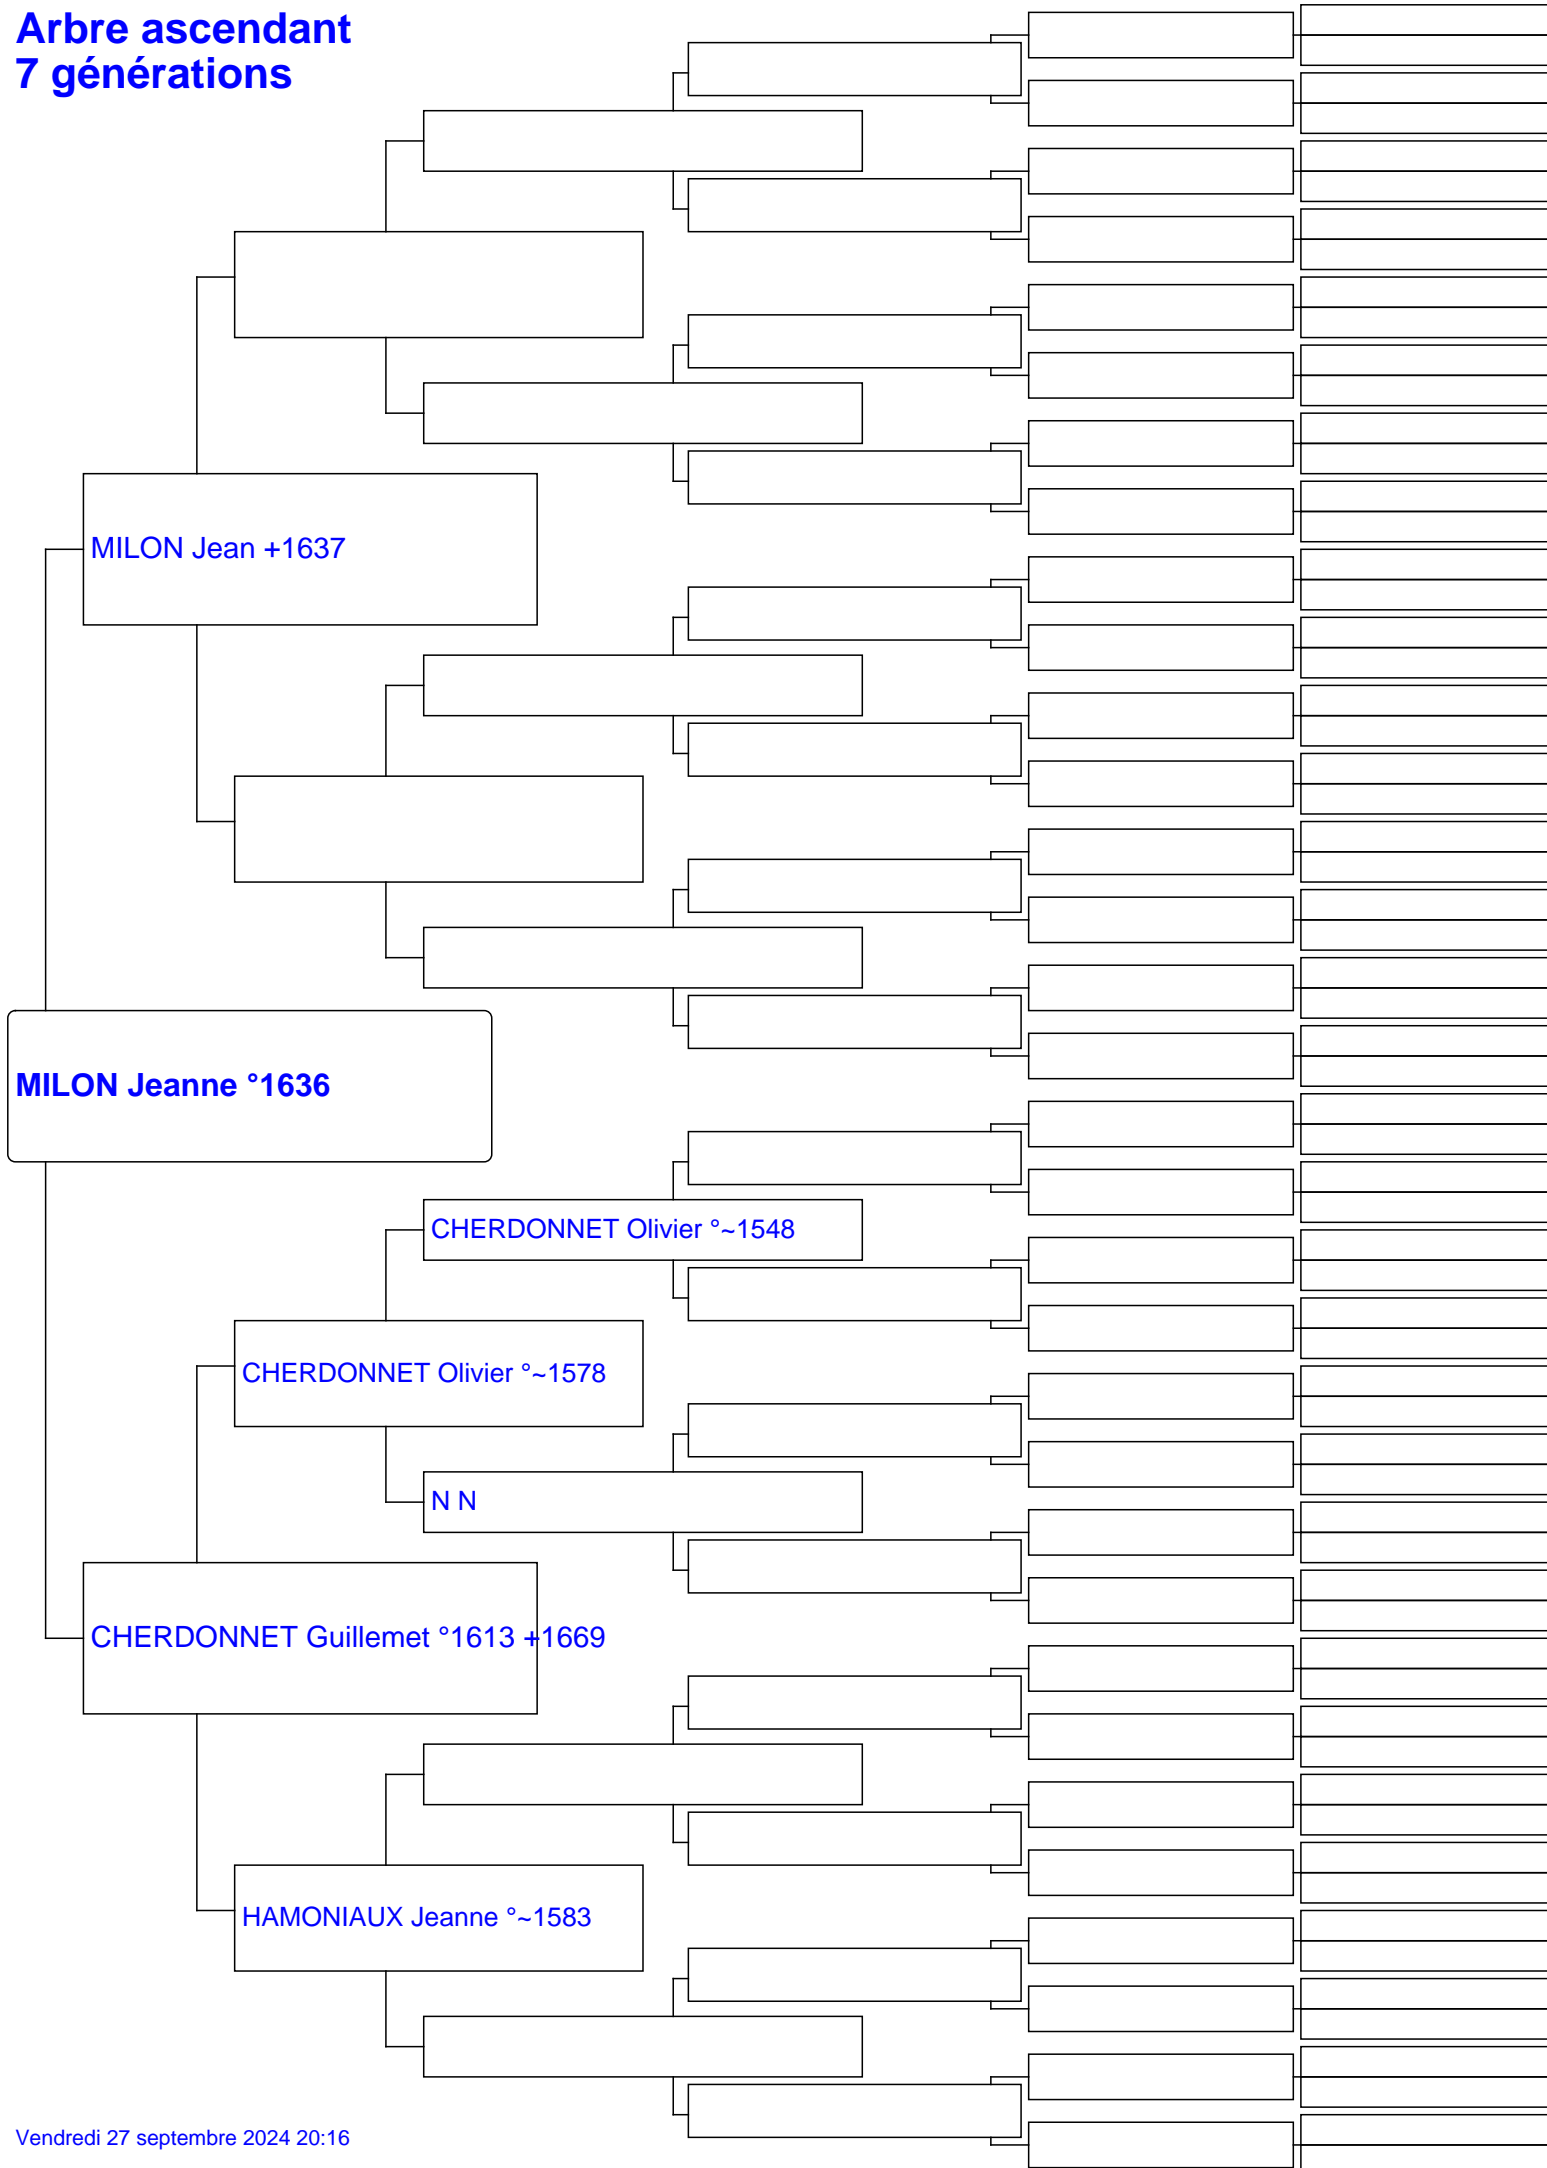 Arbre ascendant
7 générations
MILON Jean +1637
MILON Jeanne °1636
CHERDONNET Olivier °~1548
CHERDONNET Olivier °~1578
N N
CHERDONNET Guillemet °1613 +1669
HAMONIAUX Jeanne °~1583
Vendredi 27 septembre 2024 20:16